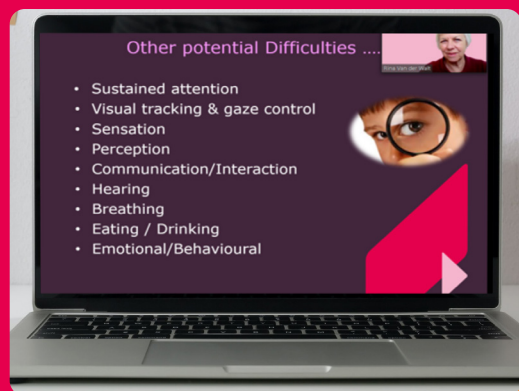 Other potential Difficulties ....
• Sustained attention
• Visual tracking & gaze control
• Sensation
• Perception
• Communication/Interaction
• Hearing
• Breathing
• Eating / Drinking
• Emotional/Behavioural